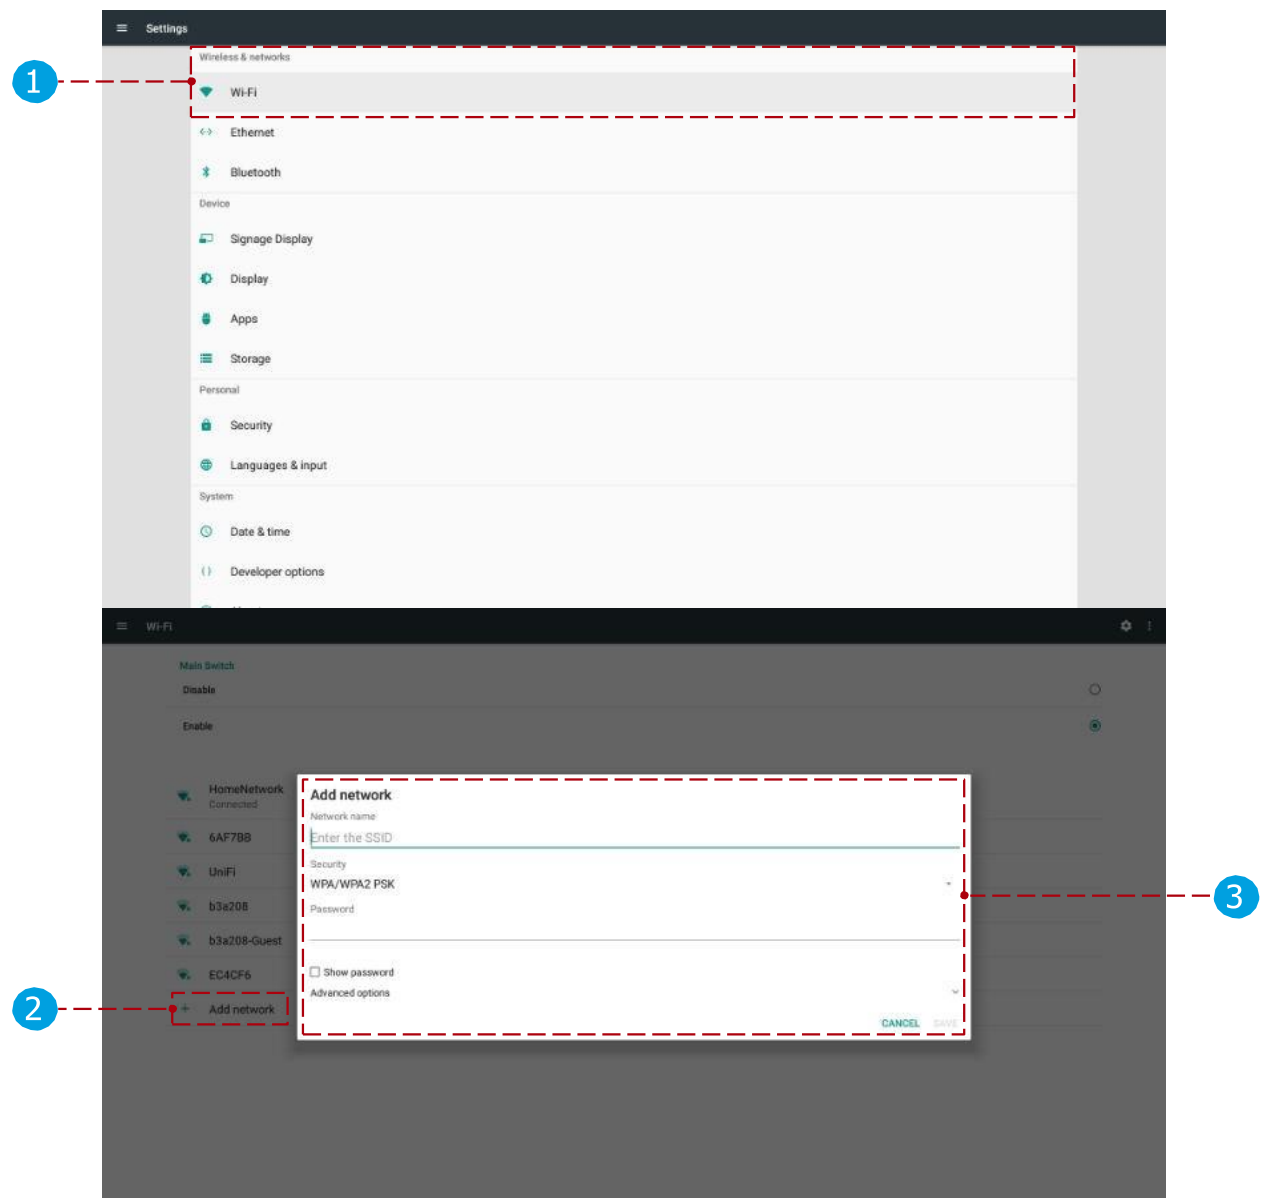 Settings
Wireless & networks
1
Wi-Fi
Ethernet
Bluetooth
Device
Signage Display
Display
Apps
Storage
Personal
Security
Languages & input
System
Date & time
Developer options
Wi-Fi
Main Switch
Disable
Enable
HomeNetwork
Connected
6AF7BB
UniFi
b3a208
b3a208-Guest
EC4CF6
2
Add network
Add network
Network name
Enter the SSID
Security
WPA/WPA2 PSK
3
Password
Show password
Advanced options
CANCEL SAVE